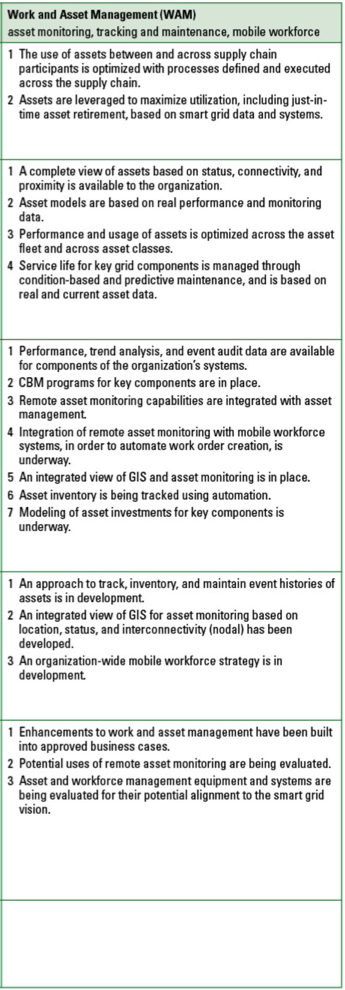 Work and Asset Management (WAM)
asset monitoring, tracking and maintenance, mobile workforce
1 The use of assets between and across supply chain
participants is optimized with processes defined and executed
across the supply chain.
2 Assets are leveraged to maximize utilization, including just-in-
time asset retirement, based on smart grid data and systems.
1 A complete view of assets based on status, connectivity, and
proximity is available to the organization.
2 Asset models are based on real performance and monitoring
data.
3 Performance and usage of assets is optimized across the asset
fleet and across asset classes.
4 Service life for key grid components is managed through
condition-based and predictive maintenance, and is based on
real and current asset data.
1 Performance, trend analysis, and event audit data are available
for components of the organization's systems.
2 CBM programs for key components are in place.
3 Remote asset monitoring capabilities are integrated with asset
management.
4 Integration of remote asset monitoring with mobile workforce
systems, in order to automate work order creation, is
underway.
5 An integrated view of GIS and asset monitoring is in place.
6 Asset inventory is being tracked using automation.
7 Modeling of asset investments for key components is
underway.
1 An approach to track, inventory, and maintain event histories of
assets is in development.
2 An integrated view of GIS for asset monitoring based on
location, status, and interconnectivity (nodal) has been
developed.
3 An organization-wide mobile workforce strategy is in
development.
1 Enhancements to work and asset management have been built
into approved business cases.
2 Potential uses of remote asset monitoring are being evaluated.
3 Asset and workforce management equipment and systems are
being evaluated for their potential alignment to the smart grid
vision.